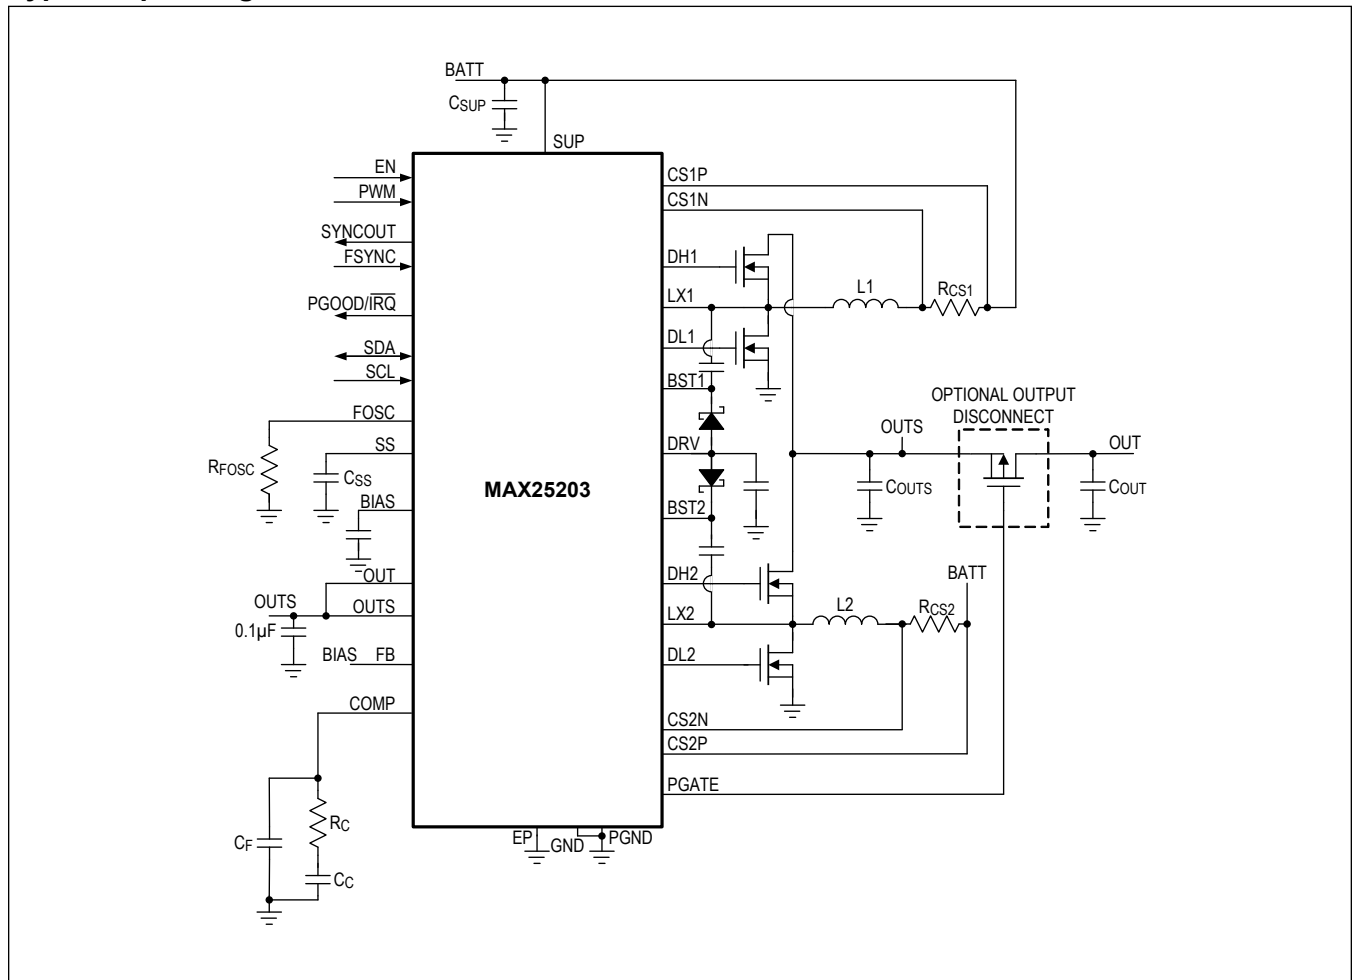 BATT
CSUP
SUP
EN
PWM
SYNCOUT
FSYNC
PGOOD/IRQ
SDA
SCL
FOSC
RFOSC
SS
CSS
BIAS
OUT
OUTS
OUTS
0.1µF
BIAS FB
COMP
RC
CF
CC
MAX25203
EP
GND
PGND
CS1P
CS1N
DH1
LX1
DL1
BST1
DRV
BST2
DH2
LX2
DL2
CS2N
CS2P
PGATE
L1
RCS1
OPTIONAL OUTPUT
DISCONNECT
OUTS
OUT
COUTS
COUT
BATT
L2
RCS2